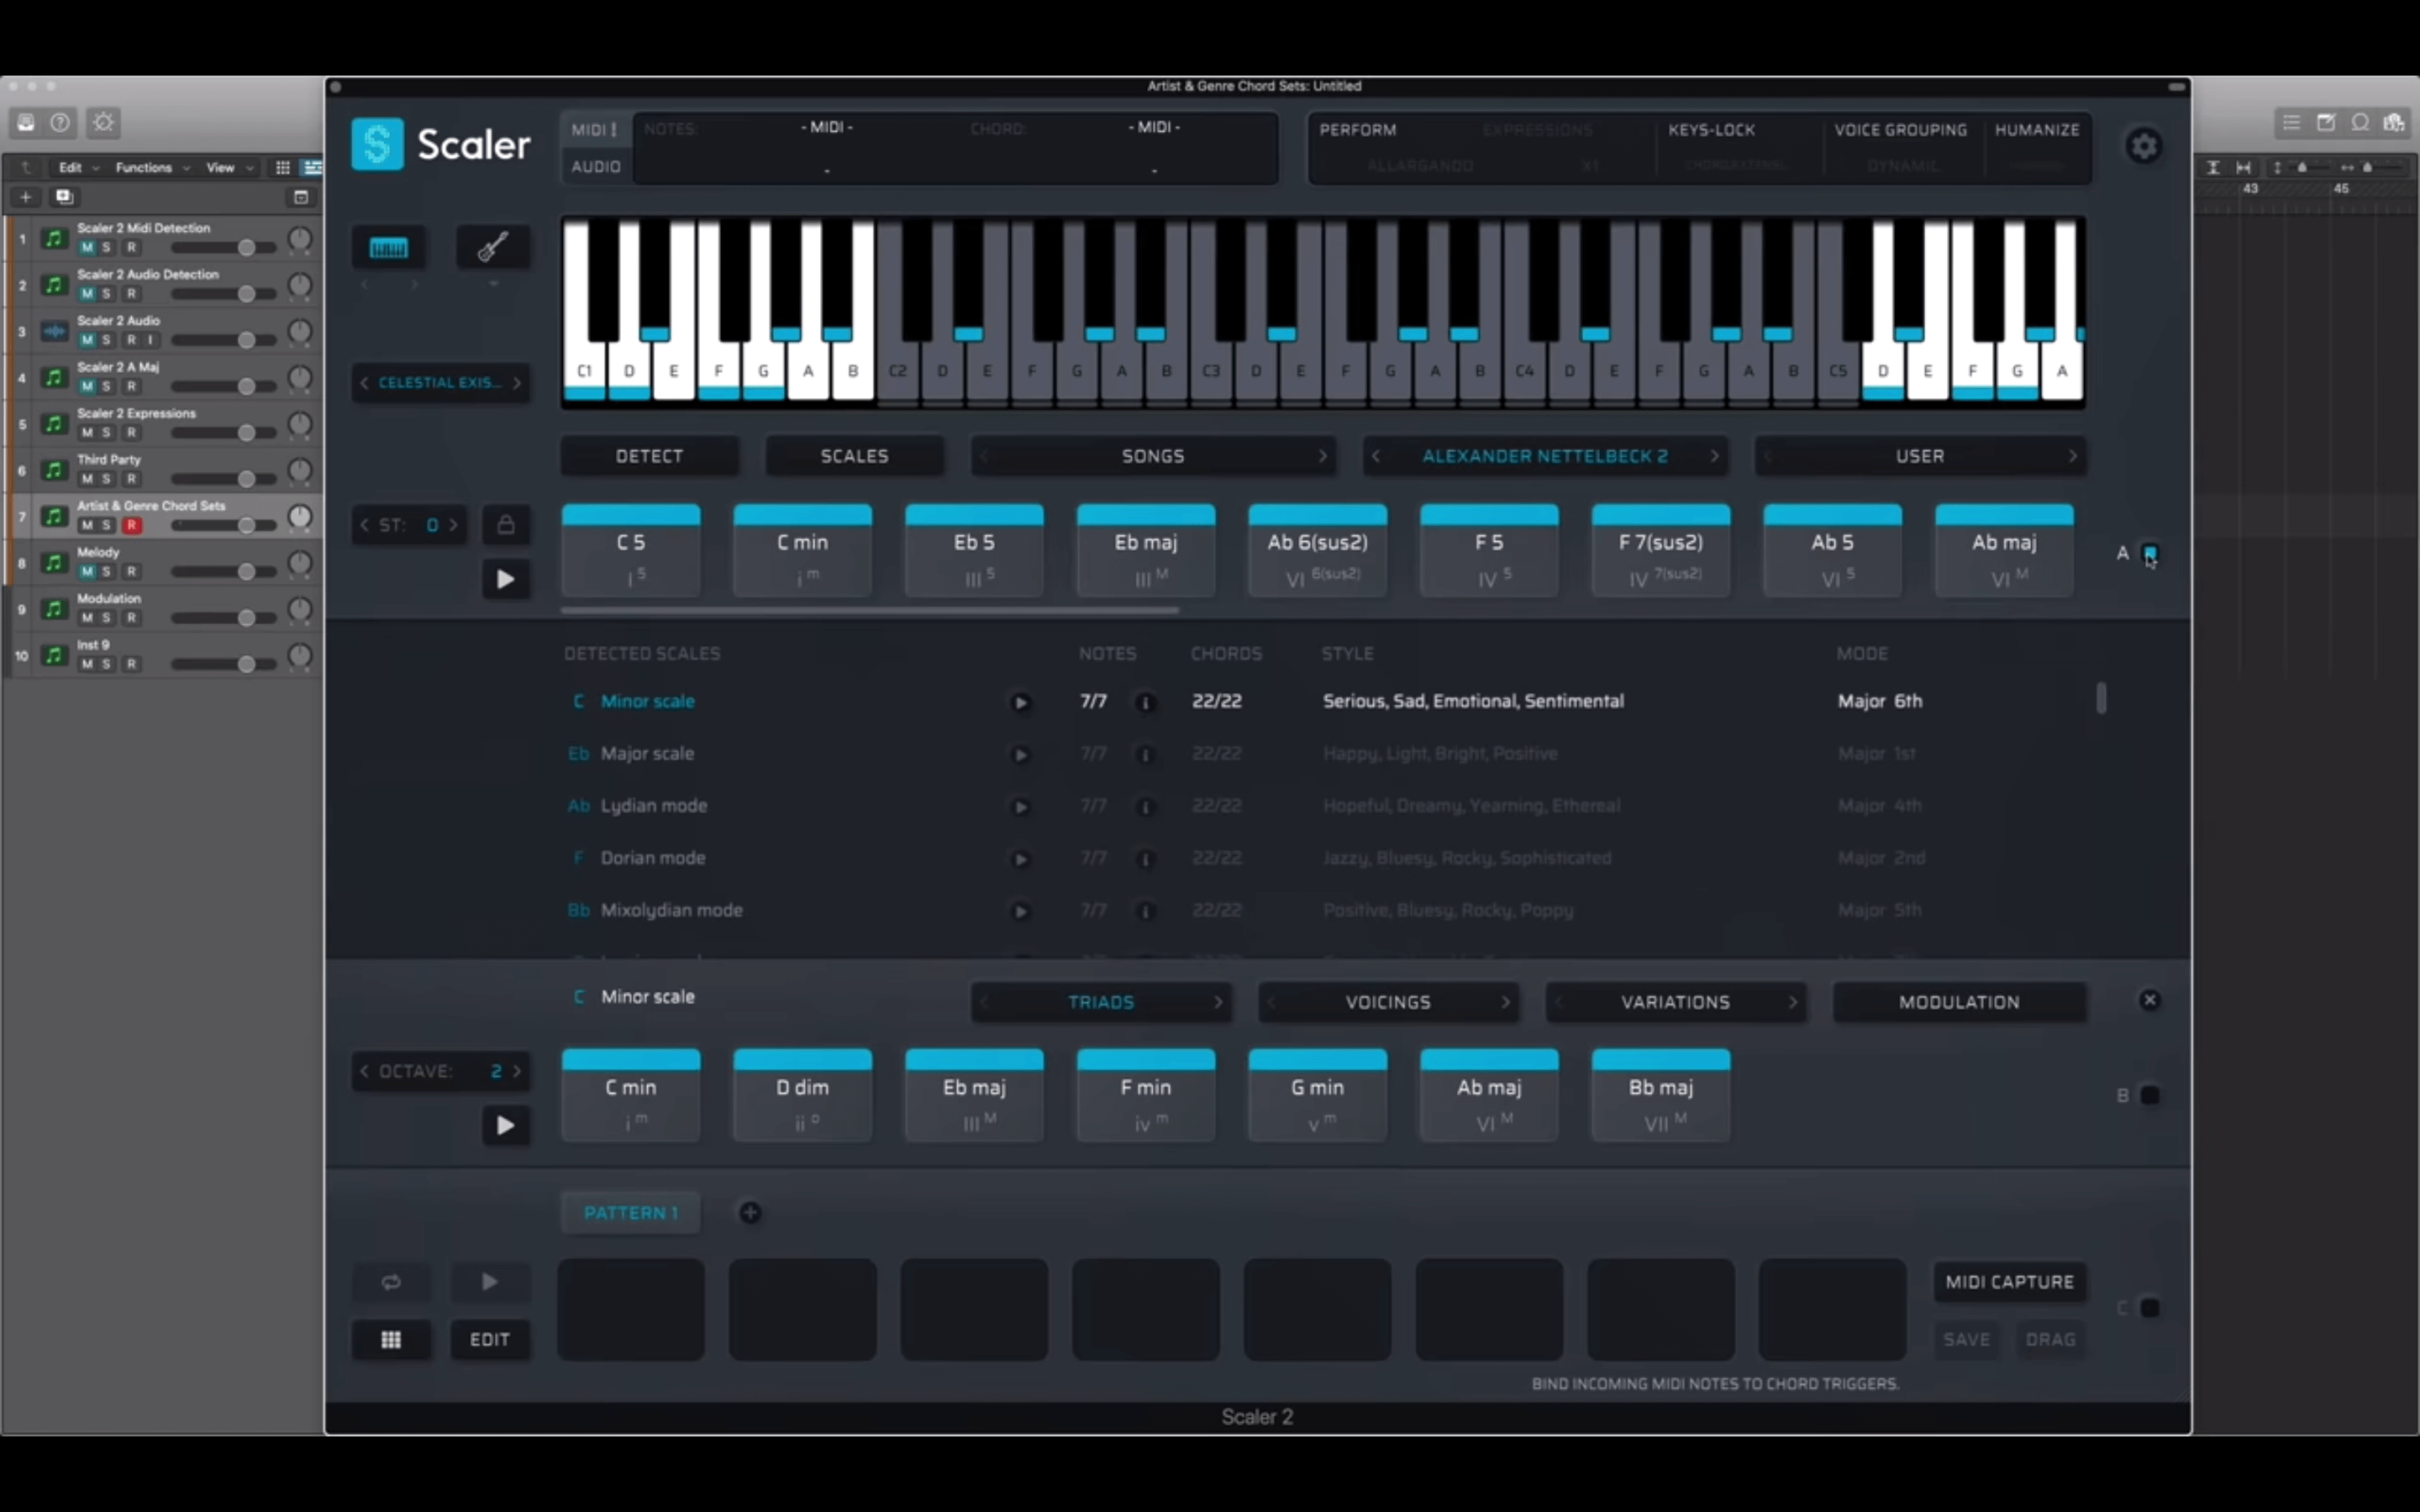 Artist & Genre Chord Sets: Untitled
Scaler
MIDI
AUDIO
NOTES:
- MIDI -
-
CHORD:
- MIDI -
-
PERFORM
EXPRESSIONS
KEYS-LOCK
VOICE GROUPING
HUMANIZE
ALLARGANDO
X1
DYNAMIC
Edit
Functions
View
43
45
1
Scaler 2 Midi Detection
M S R
2
Scaler 2 Audio Detection
M S R
3
Scaler 2 Audio
M S R I
4
Scaler 2 A Maj
M S R
5
Scaler 2 Expressions
M S R
6
Third Party
M S R
7
Artist & Genre Chord Sets
M S R
8
Melody
M S R
9
Modulation
M S R
10
Inst 9
M S R
CELESTIAL EXIS...
C1 D E F G A B C2 D E F G A B C3 D E F G A B C4 D E F G A B C5 D E F G A
DETECT
SCALES
SONGS
ALEXANDER NETTELBECK 2
USER
ST: 0
C 5
I 5
C min
i m
Eb 5
III 5
Eb maj
III M
Ab 6(sus2)
VI 6(sus2)
F 5
IV 5
F 7(sus2)
IV 7(sus2)
Ab 5
VI 5
Ab maj
VI M
A
DETECTED SCALES NOTES CHORDS STYLE MODE
C Minor scale 7/7 i 22/22 Serious, Sad, Emotional, Sentimental Major 6th
Eb Major scale 7/7 i 22/22 Happy, Light, Bright, Positive Major 1st
Ab Lydian mode 7/7 i 22/22 Hopeful, Dreamy, Yearning, Ethereal Major 4th
F Dorian mode 7/7 i 22/22 Jazzy, Bluesy, Rocky, Sophisticated Major 2nd
Bb Mixolydian mode 7/7 i 22/22 Positive, Bluesy, Rocky, Poppy Major 5th
C Minor scale
TRIADS
VOICINGS
VARIATIONS
MODULATION
OCTAVE: 2
C min
i m
D dim
ii o
Eb maj
III M
F min
iv m
G min
v m
Ab maj
VI M
Bb maj
VII M
B
PATTERN 1
EDIT
MIDI CAPTURE
SAVE
DRAG
C
BIND INCOMING MIDI NOTES TO CHORD TRIGGERS.
Scaler 2